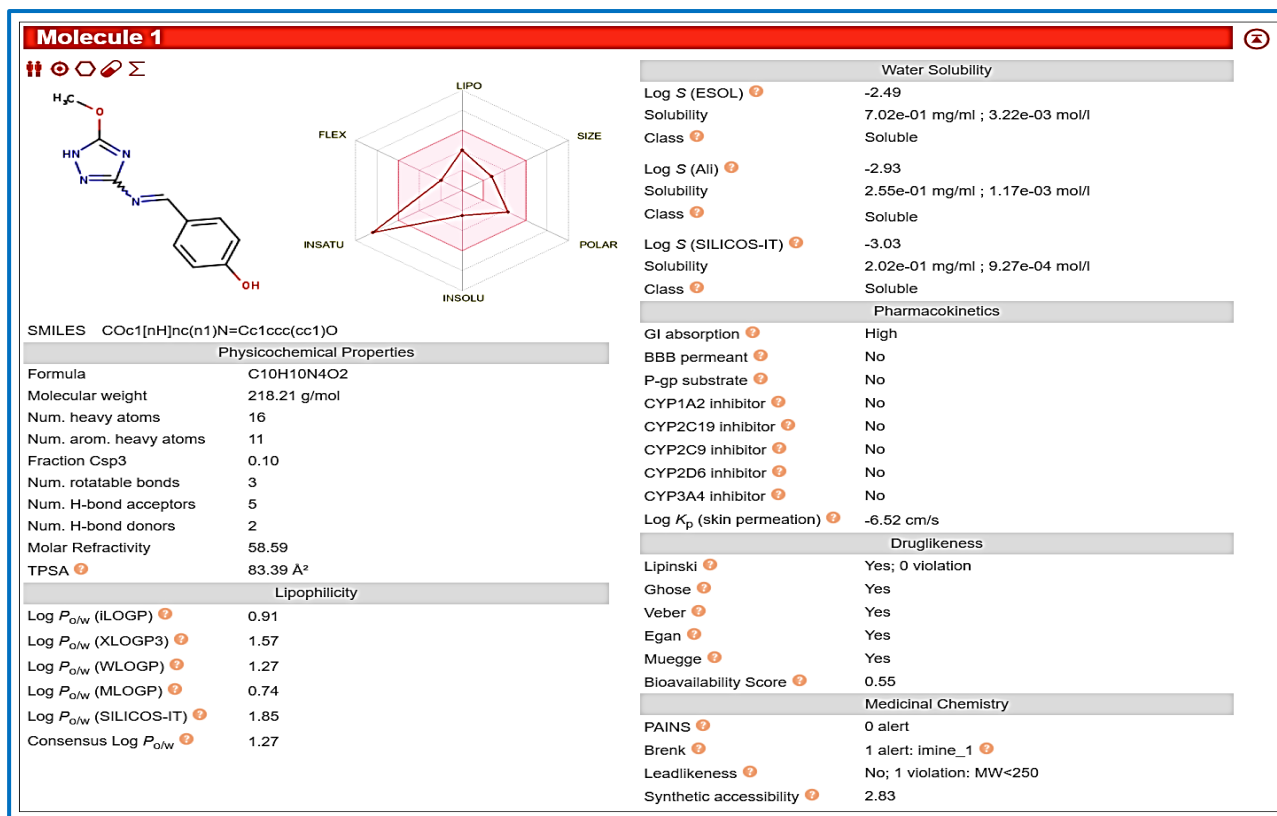 Molecule 1
H₃C
O
HN
N
N
N
OH
LIPO
FLEX
SIZE
INSATU
POLAR
INSOLU
SMILES COc1[nH]nc(n1)N=Cc1ccc(cc1)O
Physicochemical Properties
Formula C10H10N4O2
Molecular weight 218.21 g/mol
Num. heavy atoms 16
Num. arom. heavy atoms 11
Fraction Csp3 0.10
Num. rotatable bonds 3
Num. H-bond acceptors 5
Num. H-bond donors 2
Molar Refractivity 58.59
TPSA ? 83.39 Å²
Lipophilicity
Log Po/w (iLOGP) ? 0.91
Log Po/w (XLOGP3) ? 1.57
Log Po/w (WLOGP) ? 1.27
Log Po/w (MLOGP) ? 0.74
Log Po/w (SILICOS-IT) ? 1.85
Consensus Log Po/w ? 1.27
Water Solubility
Log S (ESOL) ? -2.49
Solubility 7.02e-01 mg/ml ; 3.22e-03 mol/l
Class ? Soluble
Log S (Ali) ? -2.93
Solubility 2.55e-01 mg/ml ; 1.17e-03 mol/l
Class ? Soluble
Log S (SILICOS-IT) ? -3.03
Solubility 2.02e-01 mg/ml ; 9.27e-04 mol/l
Class ? Soluble
Pharmacokinetics
GI absorption ? High
BBB permeant ? No
P-gp substrate ? No
CYP1A2 inhibitor ? No
CYP2C19 inhibitor ? No
CYP2C9 inhibitor ? No
CYP2D6 inhibitor ? No
CYP3A4 inhibitor ? No
Log Kp (skin permeation) ? -6.52 cm/s
Druglikeness
Lipinski ? Yes; 0 violation
Ghose ? Yes
Veber ? Yes
Egan ? Yes
Muegge ? Yes
Bioavailability Score ? 0.55
Medicinal Chemistry
PAINS ? 0 alert
Brenk ? 1 alert: imine_1 ?
Leadlikeness ? No; 1 violation: MW<250
Synthetic accessibility ? 2.83